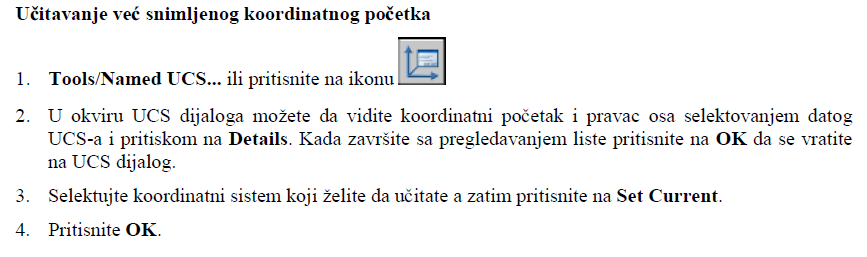 Učitavanje već snimljenog koordinatnog početka
1. Tools/Named UCS... ili pritisnite na ikonu
2. U okviru UCS dijaloga možete da vidite koordinatni početak i pravac osa selektovanjem datog
UCS-a i pritiskom na Details. Kada završite sa pregledavanjem liste pritisnite na OK da se vratite
na UCS dijalog.
3. Selektujte koordinatni sistem koji želite da učitate a zatim pritisnite na Set Current.
4. Pritisnite OK.